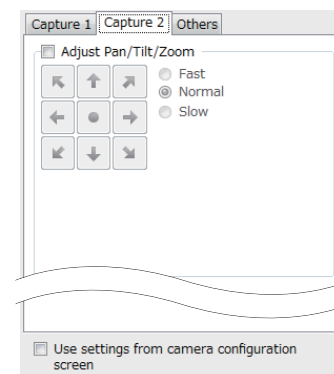 Capture 1 Capture 2 Others
Adjust Pan/Tilt/Zoom
Fast
Normal
Slow
Use settings from camera configuration
screen